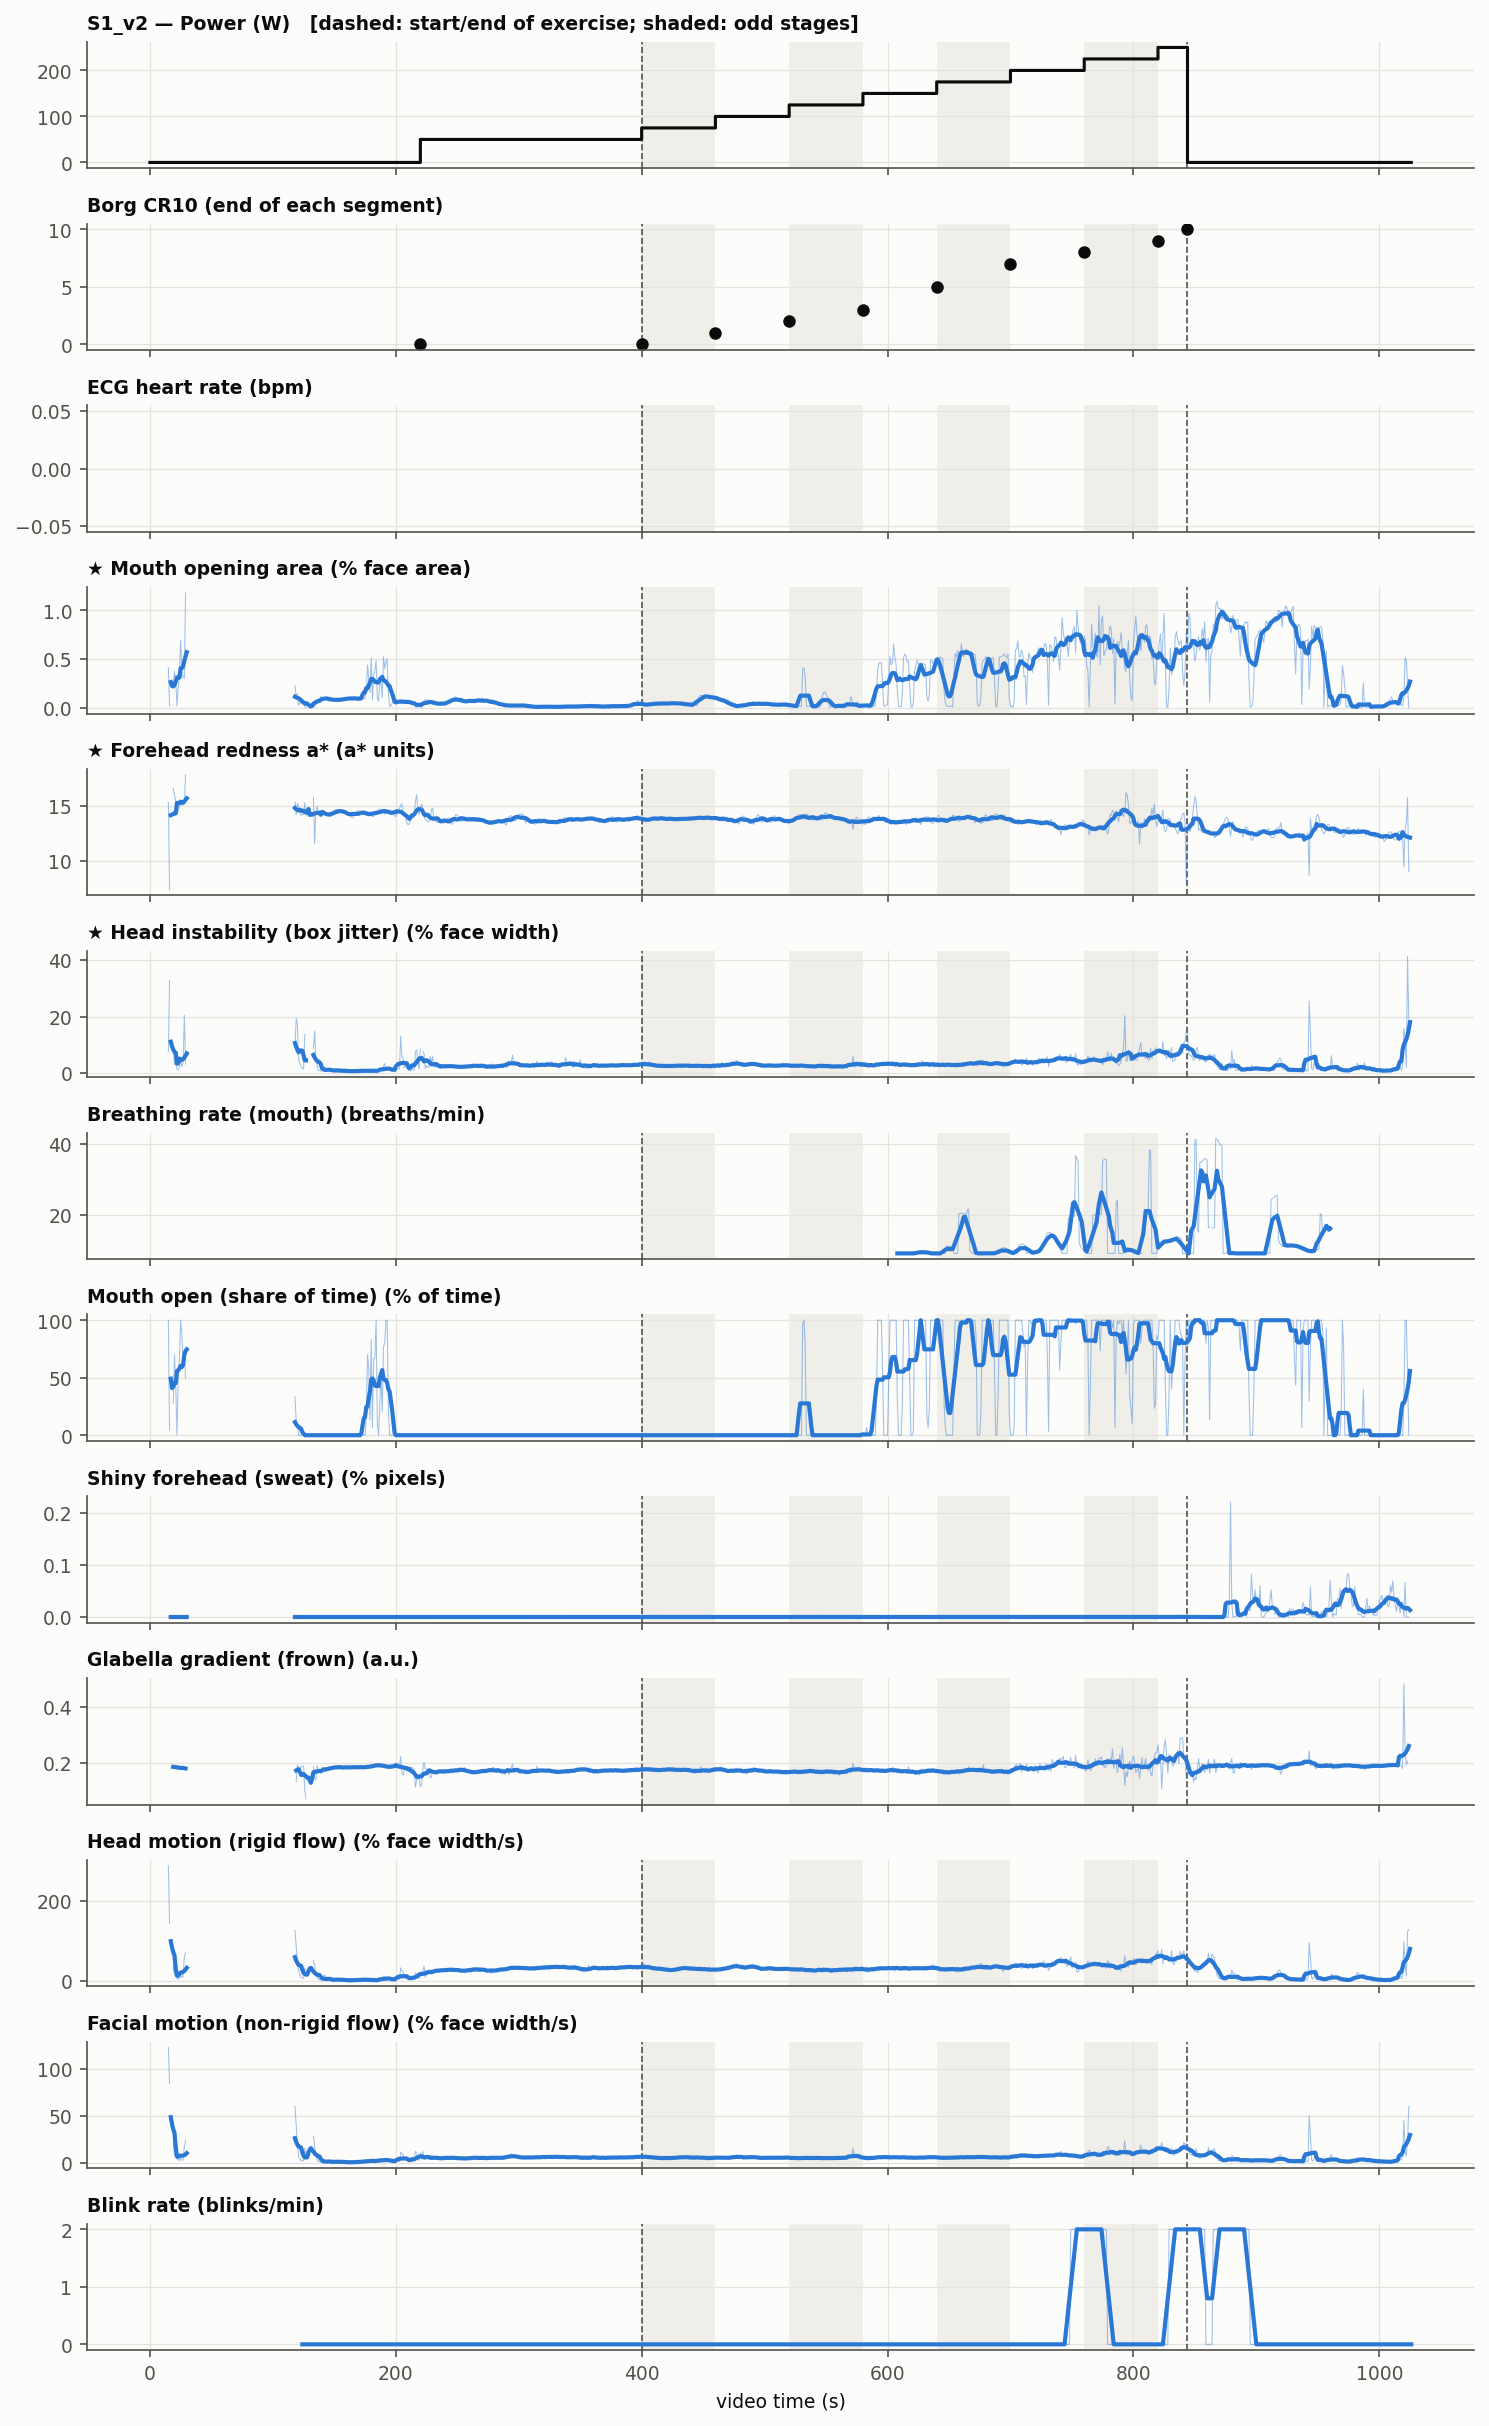 S1_v2 — Power (W)   [dashed: start/end of exercise; shaded: odd stages]
200
100
0
Borg CR10 (end of each segment)
10
5
0
ECG heart rate (bpm)
0.05
0.00
−0.05
★ Mouth opening area (% face area)
1.0
0.5
0.0
★ Forehead redness a* (a* units)
15
10
★ Head instability (box jitter) (% face width)
40
20
0
Breathing rate (mouth) (breaths/min)
40
20
Mouth open (share of time) (% of time)
100
50
0
Shiny forehead (sweat) (% pixels)
0.2
0.1
0.0
Glabella gradient (frown) (a.u.)
0.4
0.2
Head motion (rigid flow) (% face width/s)
200
0
Facial motion (non-rigid flow) (% face width/s)
100
50
0
Blink rate (blinks/min)
2
1
0
0 200 400 600 800 1000
video time (s)